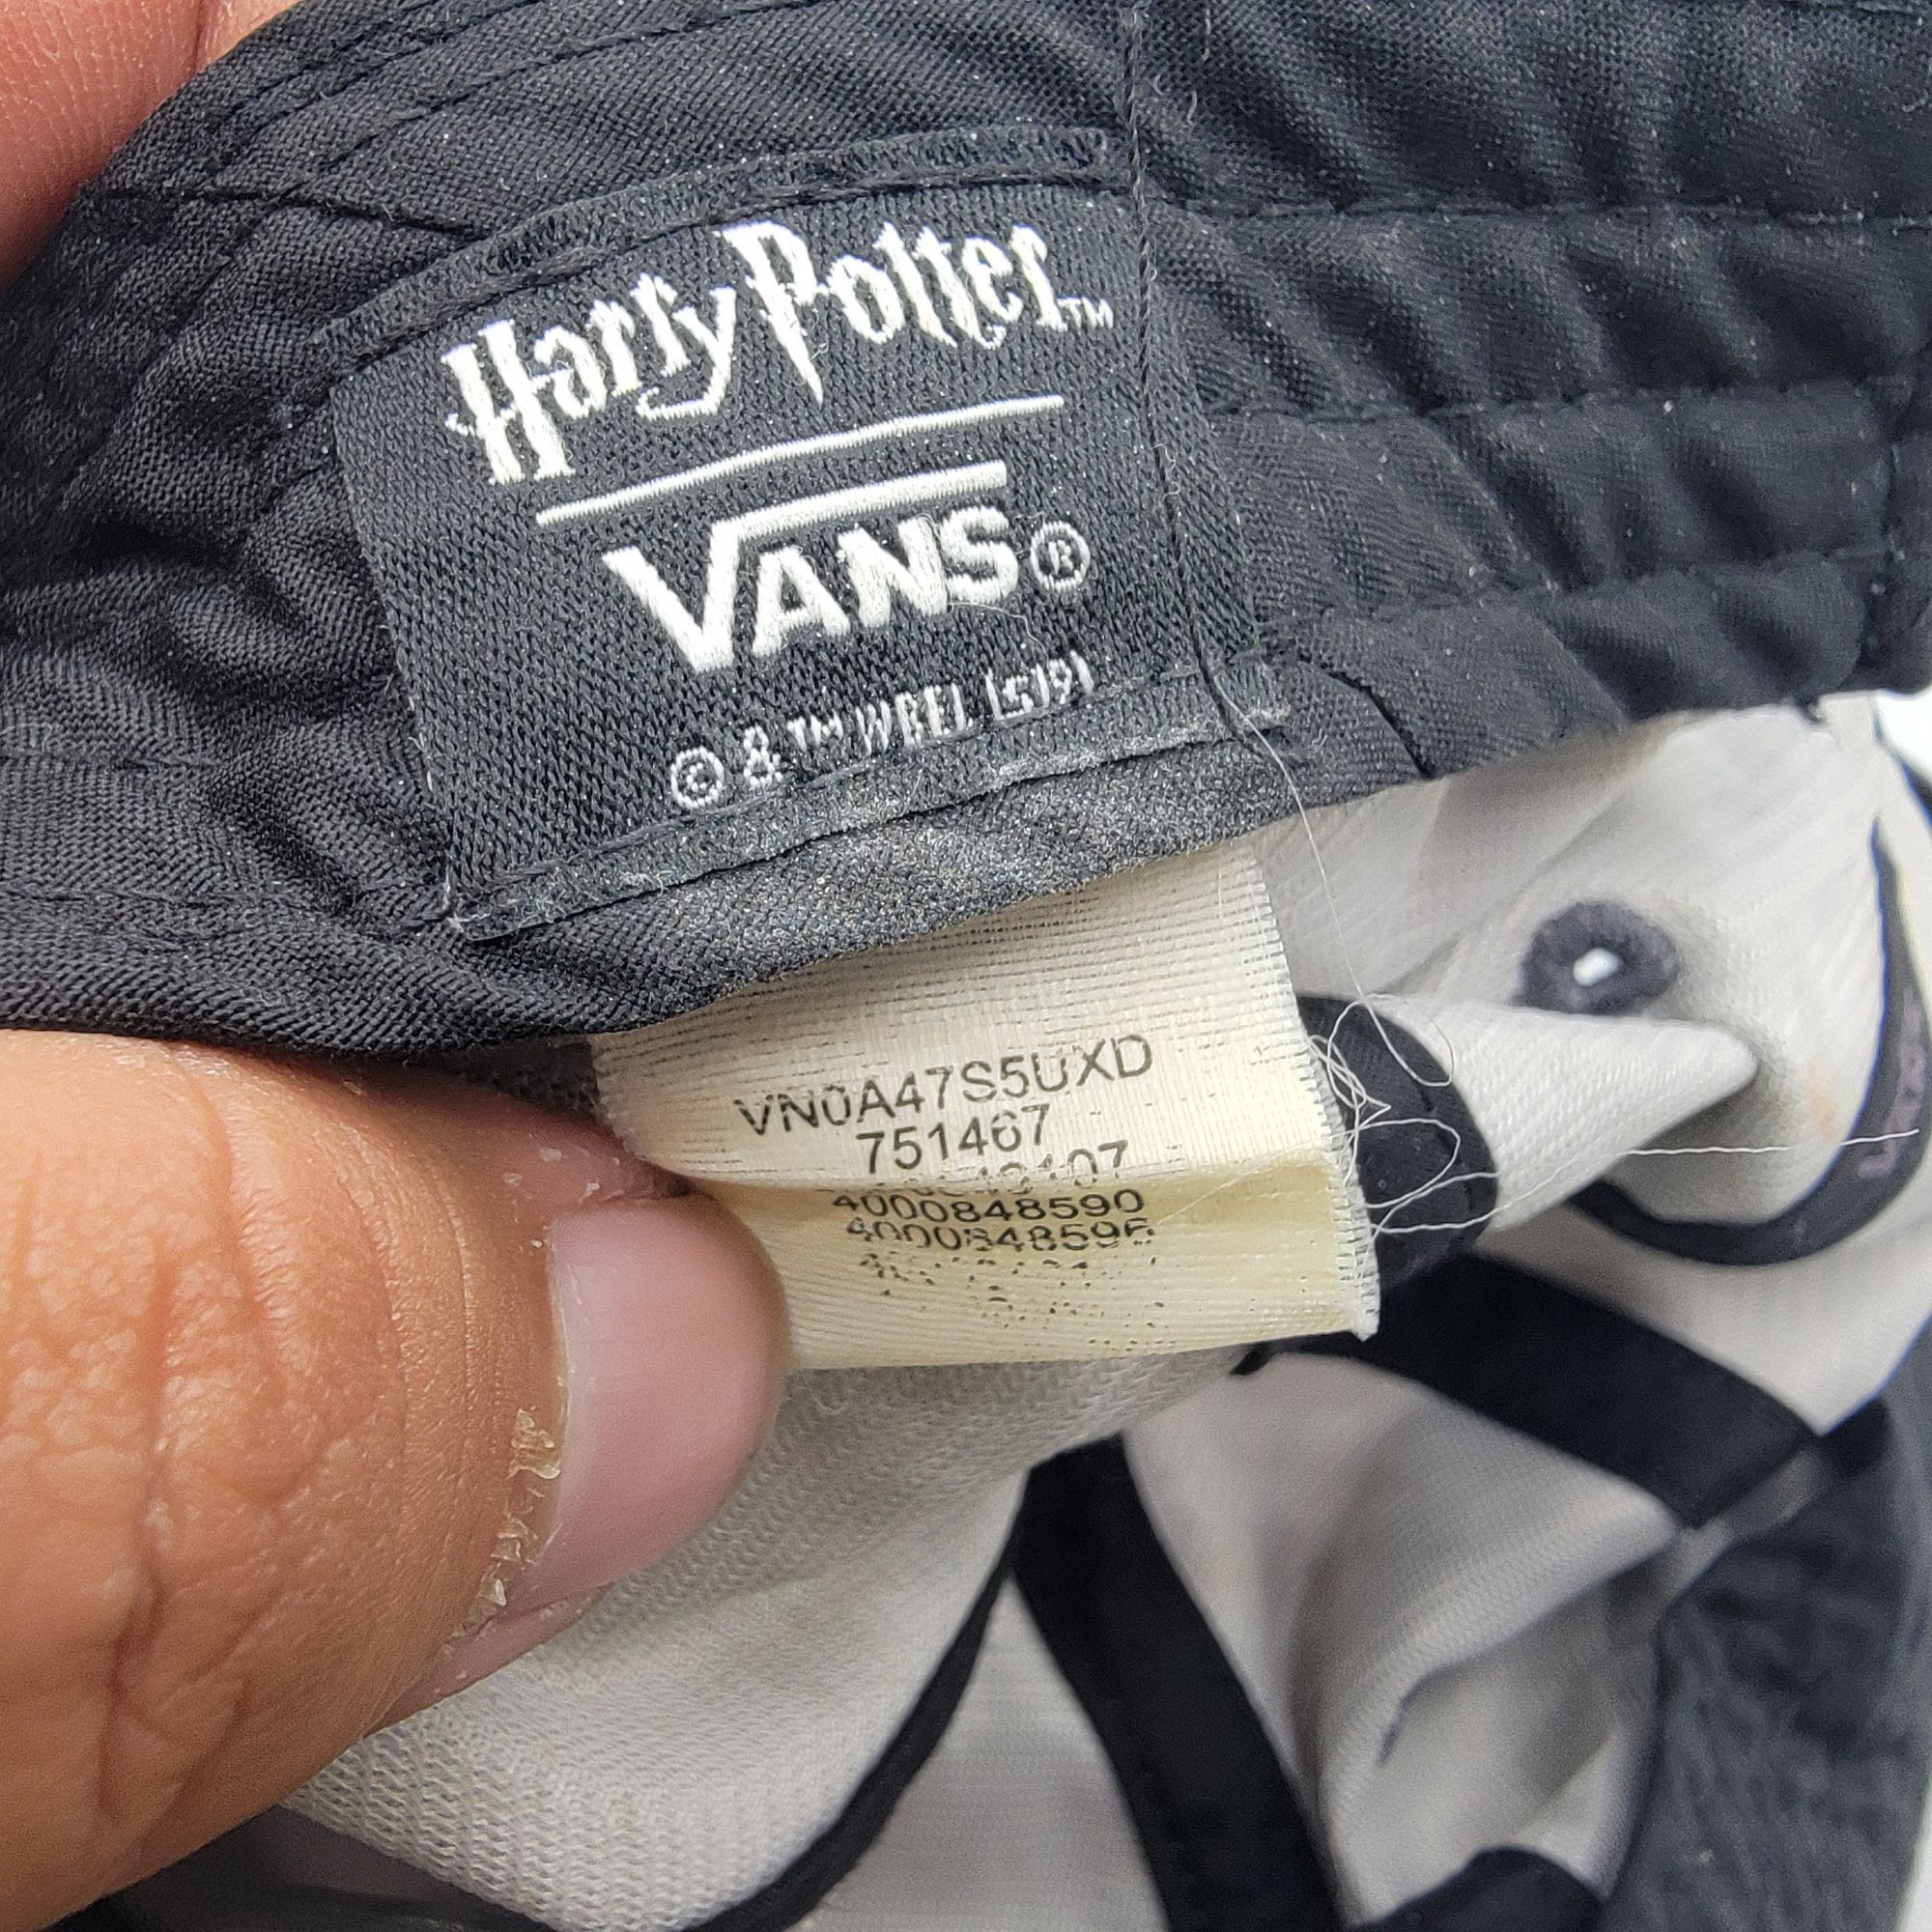 Harry Potter™
VANS®
© & ™ WBEI. (s19)
VN0A47S5UXD
751467
4000848590
4000848596